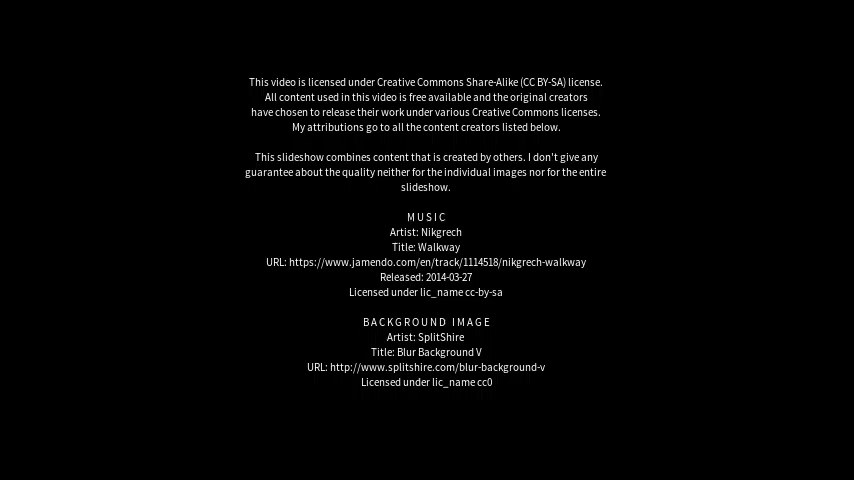 This video is licensed under Creative Commons Share-Alike (CC BY-SA) license.
All content used in this video is free available and the original creators
have chosen to release their work under various Creative Commons licenses.
My attributions go to all the content creators listed below.
This slideshow combines content that is created by others. I don't give any
guarantee about the quality neither for the individual images nor for the entire
slideshow.
MUSIC
Artist: Nikgrech
Title: Walkway
URL: https://www.jamendo.com/en/track/1114518/nikgrech-walkway
Released: 2014-03-27
Licensed under lic_name cc-by-sa
BACKGROUND IMAGE
Artist: SplitShire
Title: Blur Background V
URL: http://www.splitshire.com/blur-background-v
Licensed under lic_name cc0